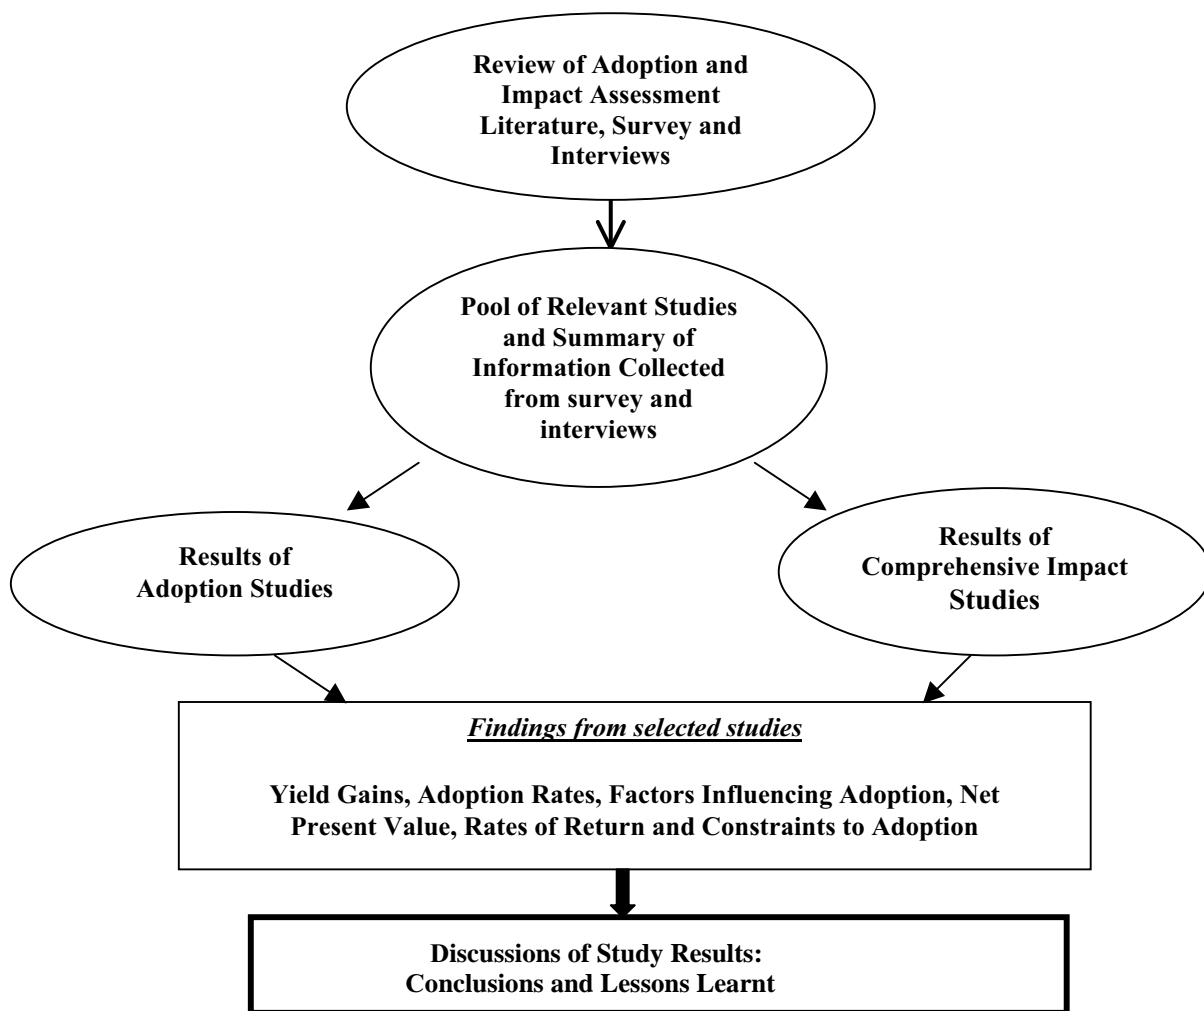 Review of Adoption and
Impact Assessment
Literature, Survey and
Interviews
Pool of Relevant Studies
and Summary of
Information Collected
from survey and
interviews
Results of
Adoption Studies
Results of
Comprehensive Impact
Studies
Findings from selected studies
Yield Gains, Adoption Rates, Factors Influencing Adoption, Net
Present Value, Rates of Return and Constraints to Adoption
Discussions of Study Results:
Conclusions and Lessons Learnt